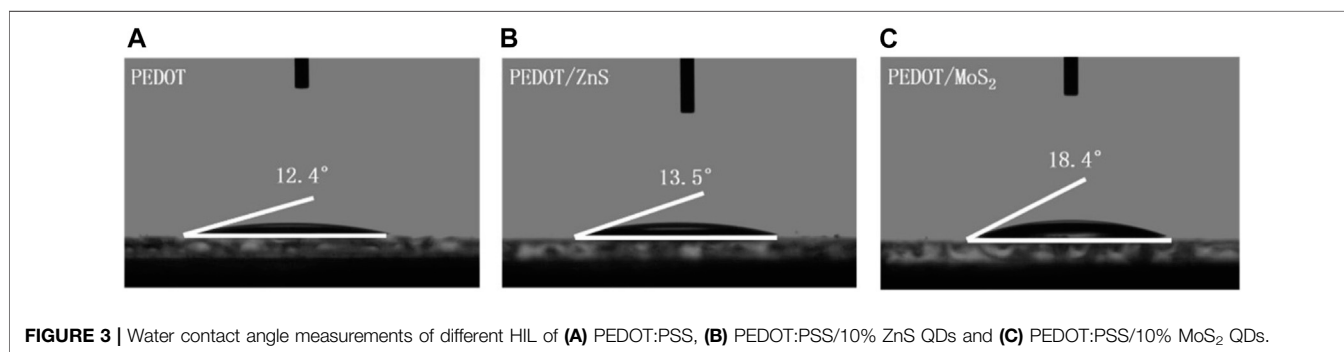 A
B
C
PEDOT
PEDOT/ZnS
PEDOT/MoS₂
12.4°
13.5°
18.4°
FIGURE 3 | Water contact angle measurements of different HIL of (A) PEDOT:PSS, (B) PEDOT:PSS/10% ZnS QDs and (C) PEDOT:PSS/10% MoS₂ QDs.